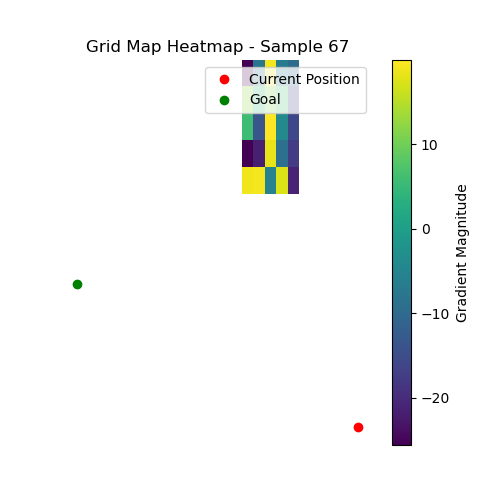 Grid Map Heatmap - Sample 67
Current Position
Goal
10
0
−10
−20
Gradient Magnitude